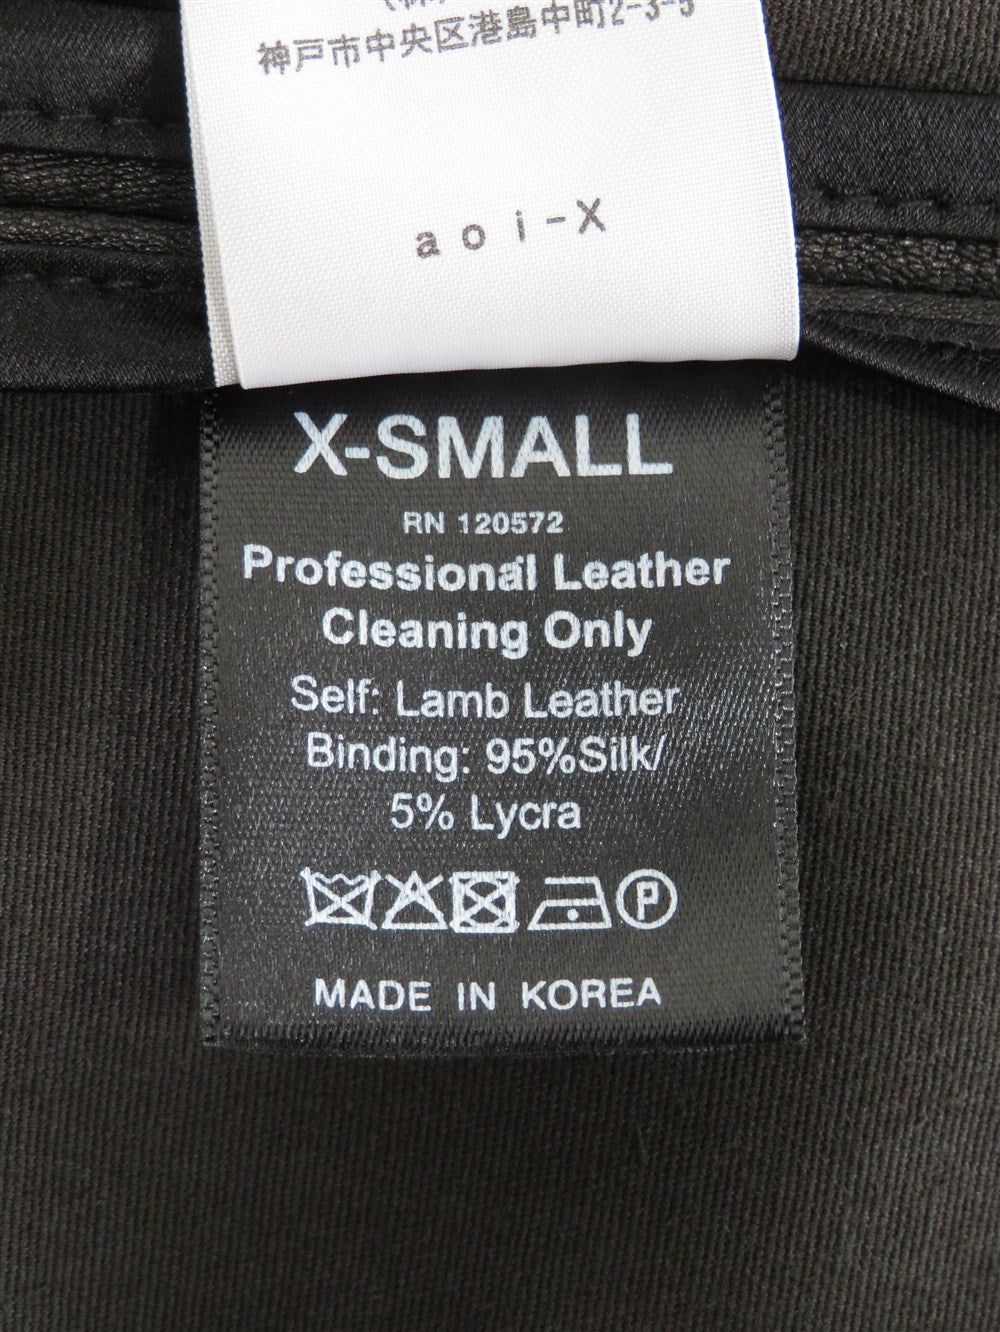 神戸市中央区港島中町2-3-5
aoi-X
X-SMALL
RN 120572
Professional Leather
Cleaning Only
Self: Lamb Leather
Binding: 95%Silk/
5% Lycra
P
MADE IN KOREA